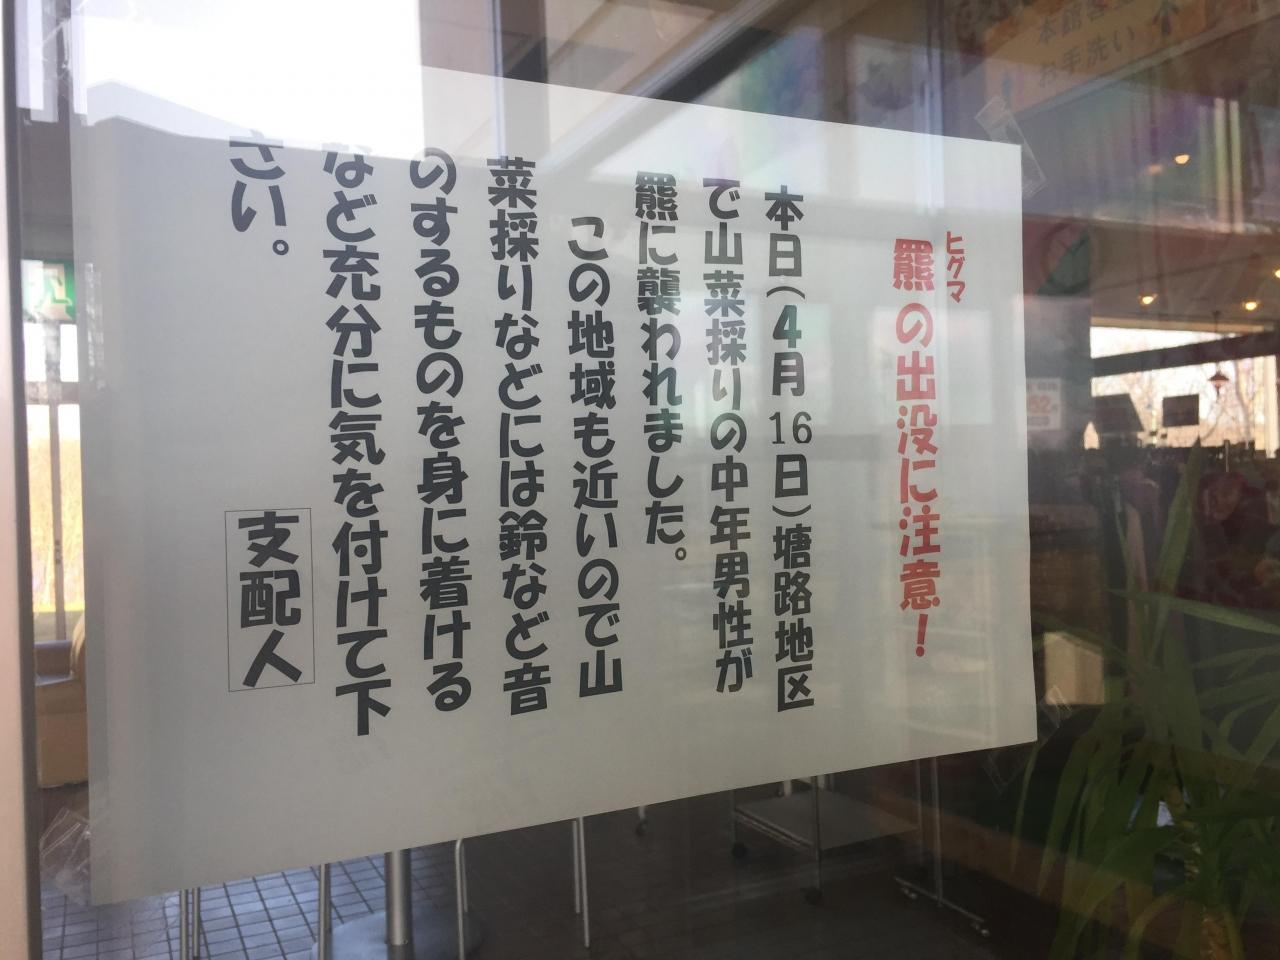 ヒグマ
羆の出没に注意！
本日(4月16日)塘路地区
で山菜採りの中年男性が
羆に襲われました。
この地域も近いので山
菜採りなどには鈴など音
のするものを身に着ける
など充分に気を付けて下
さい。
支配人
お手洗い